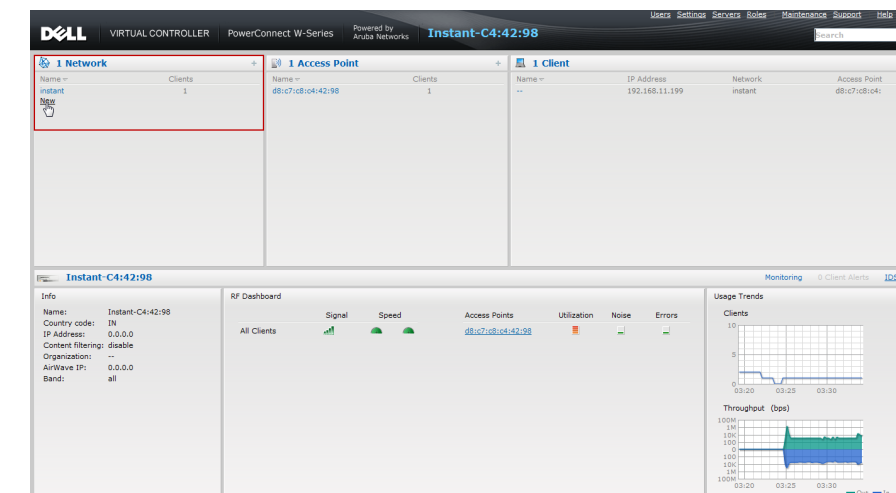 Users Settings Servers Roles Maintenance Support Help
DELL VIRTUAL CONTROLLER PowerConnect W-Series Powered by Aruba Networks Instant-C4:42:98 Search
1 Network +
Name Clients
instant 1
New
1 Access Point +
Name Clients
d8:c7:c8:c4:42:98 1
1 Client
Name IP Address Network Access Point
-- 192.168.11.199 instant d8:c7:c8:c4:
Instant-C4:42:98 Monitoring 0 Client Alerts IDS
Info
Name: Instant-C4:42:98
Country code: IN
IP Address: 0.0.0.0
Content filtering: disable
Organization: --
AirWave IP: 0.0.0.0
Band: all
RF Dashboard
Signal Speed Access Points Utilization Noise Errors
All Clients d8:c7:c8:c4:42:98
Usage Trends
Clients
10
5
0
03:20 03:25 03:30
Throughput (bps)
100M
1M
10K
100
0
100
10K
1M
100M
03:20 03:25 03:30
Out In